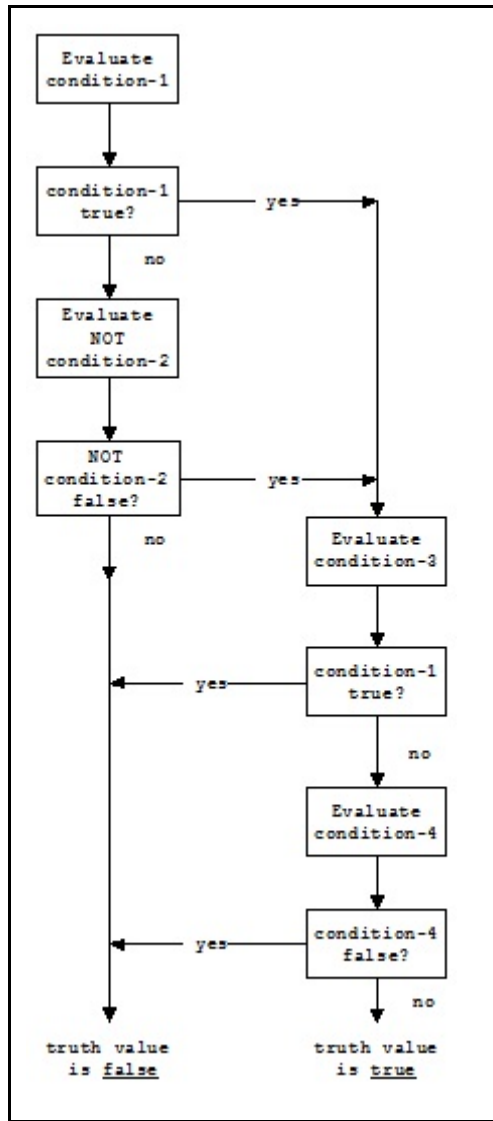 Evaluate
condition-1
condition-1
true?
yes
no
Evaluate
NOT
condition-2
NOT
condition-2
false?
yes
no
Evaluate
condition-3
condition-1
true?
yes
no
Evaluate
condition-4
condition-4
false?
yes
no
truth value
is false
truth value
is true